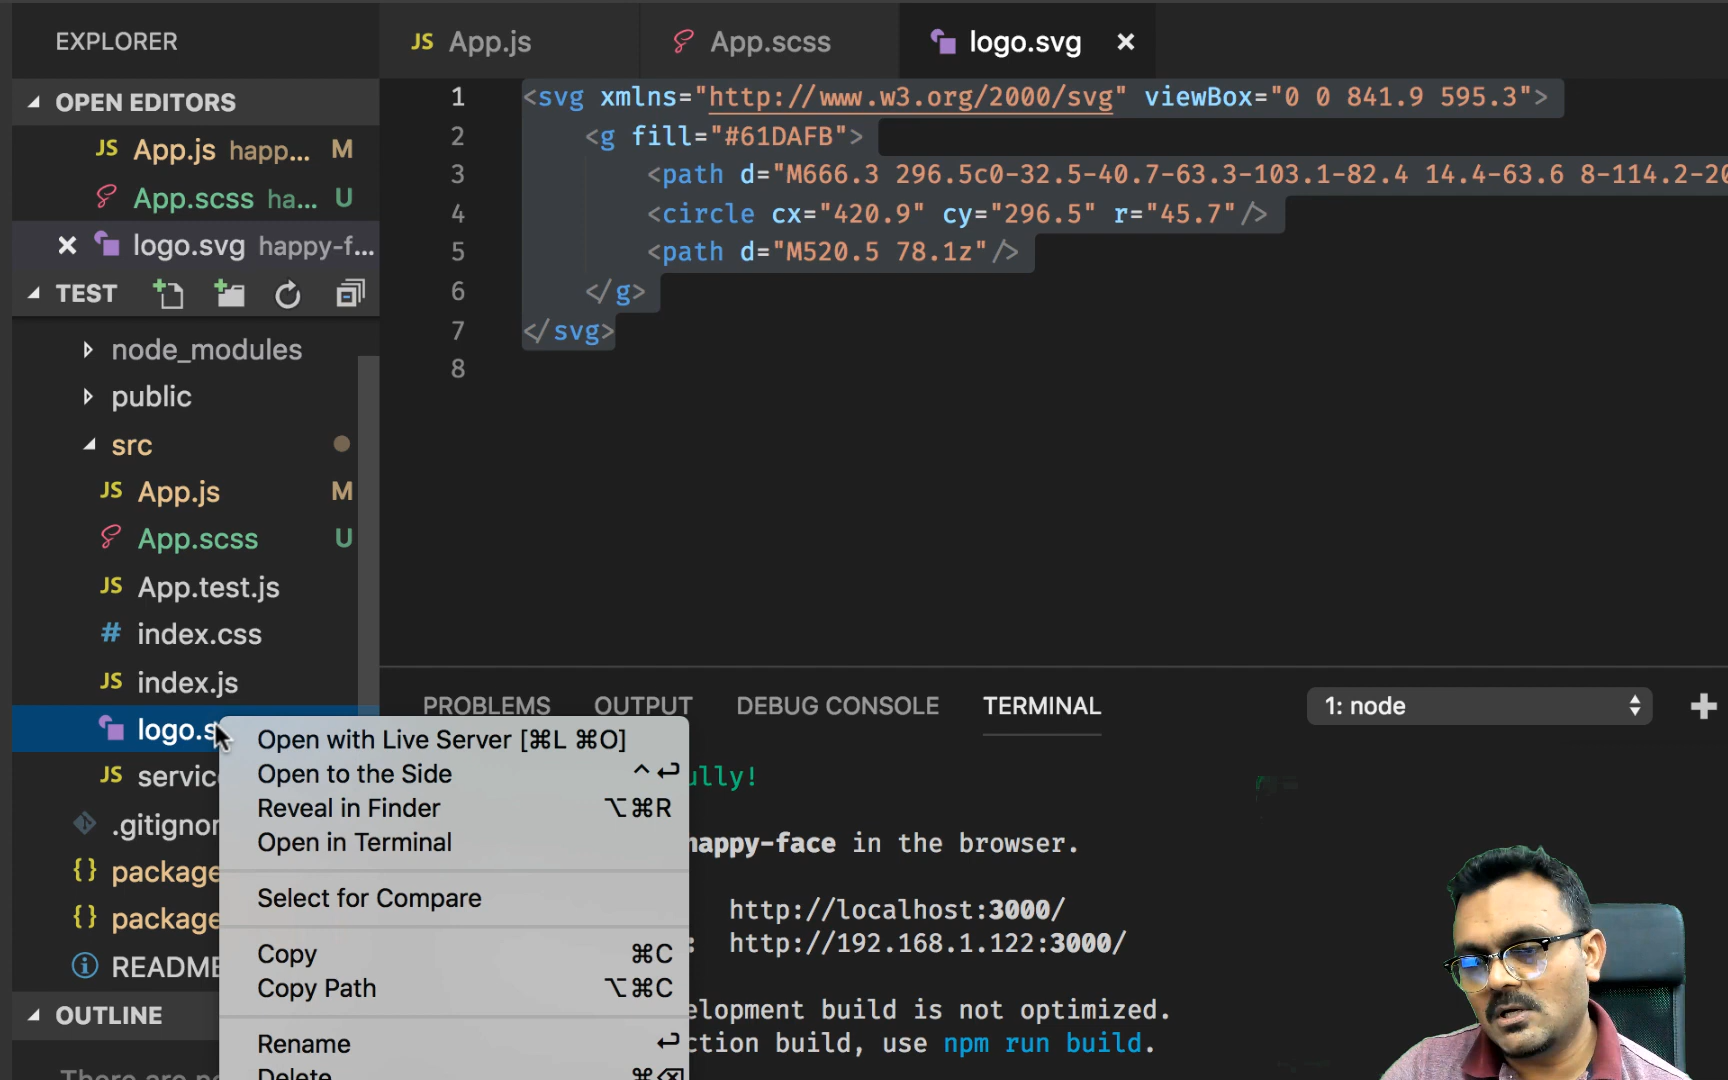 EXPLORER
OPEN EDITORS
JS App.js happ... M
App.scss ha... U
logo.svg happy-f...
TEST
node_modules
public
src
JS App.js M
App.scss U
JS App.test.js
# index.css
JS index.js
logo.s
JS servic
.gitignor
{} package
{} package
README
OUTLINE
JS App.js
App.scss
logo.svg
1 <svg xmlns="http://www.w3.org/2000/svg" viewBox="0 0 841.9 595.3">
2 <g fill="#61DAFB">
3 <path d="M666.3 296.5c0-32.5-40.7-63.3-103.1-82.4 14.4-63.6 8-114.2-20
4 <circle cx="420.9" cy="296.5" r="45.7"/>
5 <path d="M520.5 78.1z"/>
6 </g>
7 </svg>
8
PROBLEMS OUTPUT DEBUG CONSOLE TERMINAL 1: node
ully!
happy-face in the browser.
http://localhost:3000/
: http://192.168.1.122:3000/
elopment build is not optimized.
ction build, use npm run build.
Open with Live Server [⌘L ⌘O]
Open to the Side ^↩
Reveal in Finder ⌥⌘R
Open in Terminal
Select for Compare
Copy ⌘C
Copy Path ⌥⌘C
Rename ↩
Delete ⌘⌫